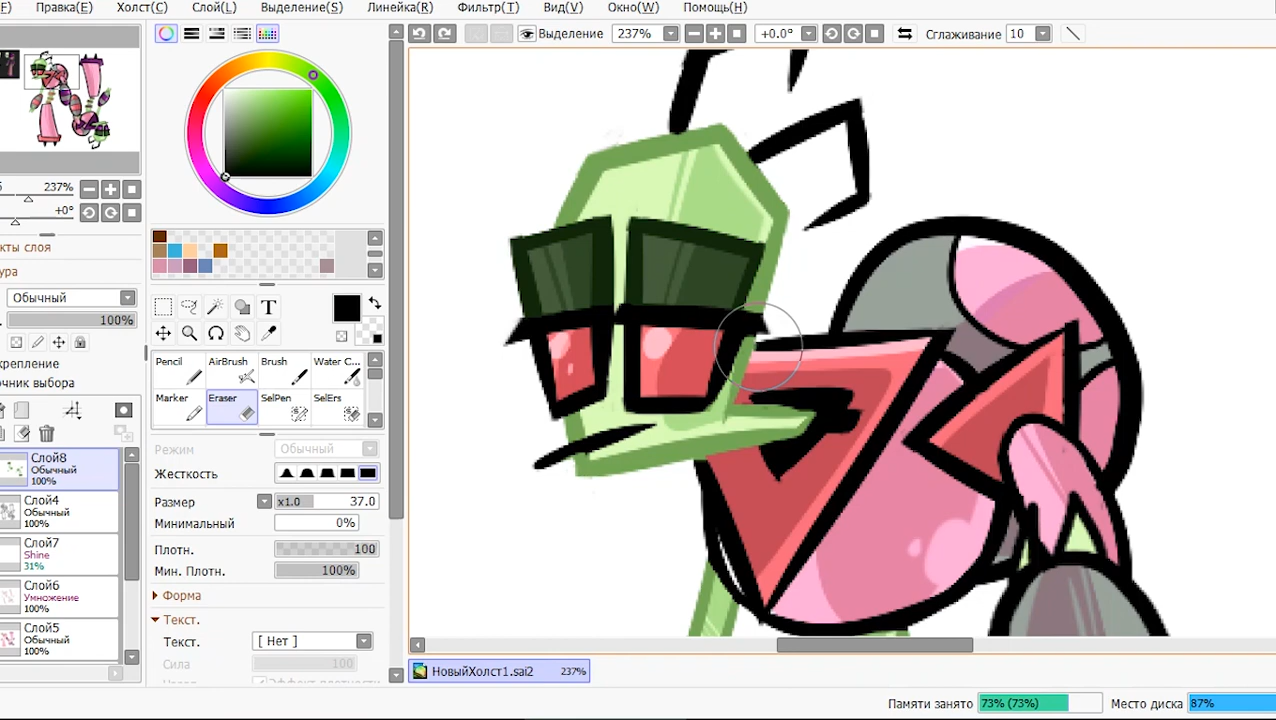 F) Правка(E) Холст(C) Слой(L) Выделение(S) Линейка(R) Фильтр(T) Вид(V) Окно(W) Помощь(H)
Выделение 237% +0.0° Сглаживание 10
237%
+0°
кты слоя
ура
Обычный
100%
крепление
чник выбора
Слой8
Обычный
100%
Слой4
Обычный
100%
Слой7
Shine
31%
Слой6
Умножение
100%
Слой5
Обычный
100%
T
Pencil AirBrush Brush Water C...
Marker Eraser SelPen SelErs
Режим Обычный
Жесткость
Размер x1.0 37.0
Минимальный 0%
Плотн. 100
Мин. Плотн. 100%
Форма
Текст.
Текст. [ Нет ]
Сила 100
НовыйХолст1.sai2 237%
Памяти занято 73% (73%) Место диска 87%